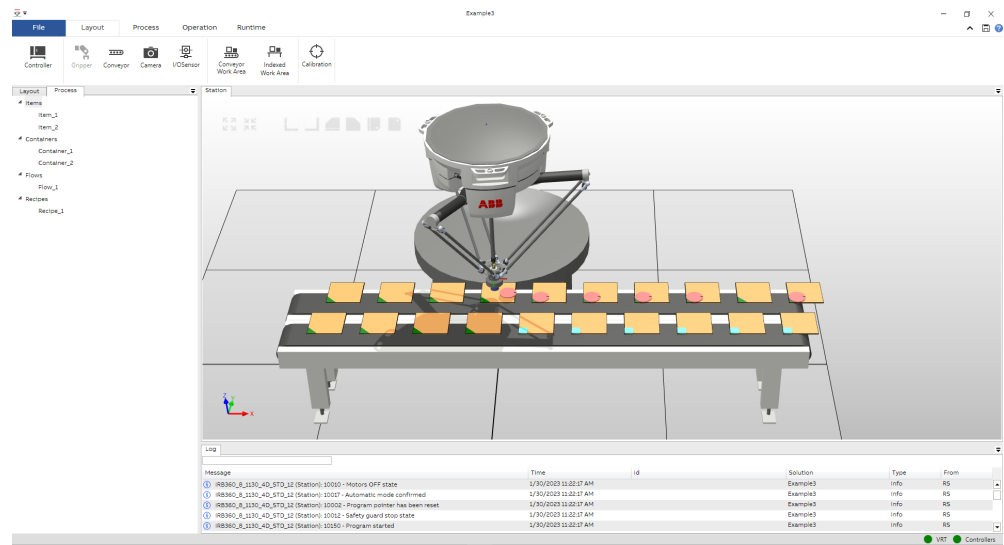 Example3
File Layout Process Operation Runtime
Controller Gripper Conveyor Camera I/OSensor Conveyor Work Area Indexed Work Area Calibration
Layout Process
Station
Items
Item_1
Item_2
Containers
Container_1
Container_2
Flows
Flow_1
Recipes
Recipe_1
ABB
Z Y X
Log
Message Time Id Solution Type From
IRB360_8_1130_4D_STD_12 (Station): 10010 - Motors OFF state 1/30/2023 11:22:17 AM Example3 Info RS
IRB360_8_1130_4D_STD_12 (Station): 10017 - Automatic mode confirmed 1/30/2023 11:22:17 AM Example3 Info RS
IRB360_8_1130_4D_STD_12 (Station): 10002 - Program pointer has been reset 1/30/2023 11:22:17 AM Example3 Info RS
IRB360_8_1130_4D_STD_12 (Station): 10012 - Safety guard stop state 1/30/2023 11:22:17 AM Example3 Info RS
IRB360_8_1130_4D_STD_12 (Station): 10150 - Program started 1/30/2023 11:22:17 AM Example3 Info RS
VRT Controllers